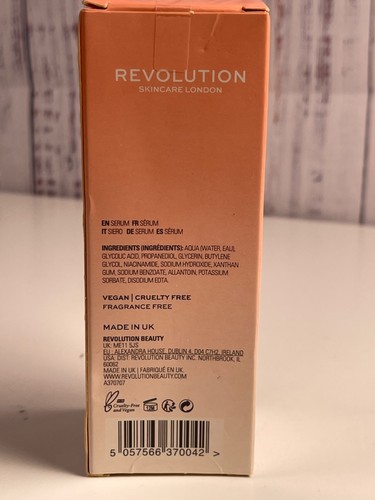 REVOLUTION
SKINCARE LONDON
EN SERUM FR SÉRUM
IT SIERO DE SERUM ES SÉRUM
INGREDIENTS (INGRÉDIENTS): AQUA (WATER, EAU),
GLYCOLIC ACID, PROPANEDIOL, GLYCERIN, BUTYLENE
GLYCOL, NIACINAMIDE, SODIUM HYDROXIDE, XANTHAN
GUM, SODIUM BENZOATE, ALLANTOIN, POTASSIUM
SORBATE, DISODIUM EDTA.
VEGAN | CRUELTY FREE
FRAGRANCE FREE
MADE IN UK
REVOLUTION BEAUTY
UK: ME11 5JS
EU : ALEXANDRA HOUSE, DUBLIN 4, D04 C7H2, IRELAND
USA: DIST: REVOLUTION BEAUTY INC. NORTHBROOK, IL
60062
MADE IN U.K. | FABRIQUÉ EN U.K.
WWW.REVOLUTIONBEAUTY.COM
A370707
Cruelty-Free
and Vegan
12M
5 057566 370042 >